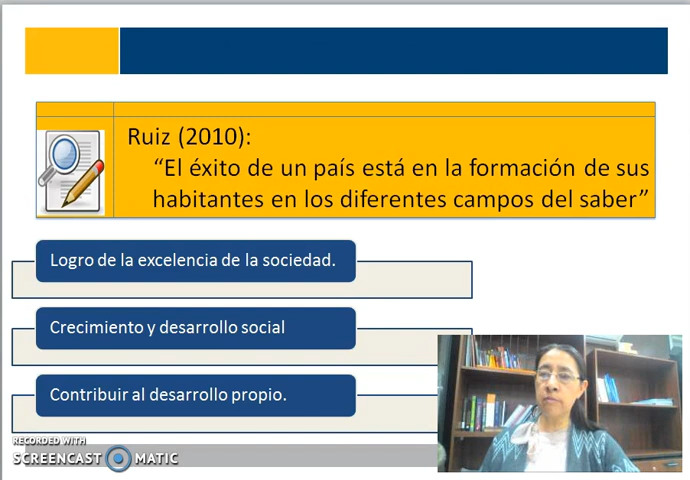 Ruiz (2010):
“El éxito de un país está en la formación de sus
habitantes en los diferentes campos del saber”
Logro de la excelencia de la sociedad.
Crecimiento y desarrollo social
Contribuir al desarrollo propio.
RECORDED WITH
SCREENCAST MATIC